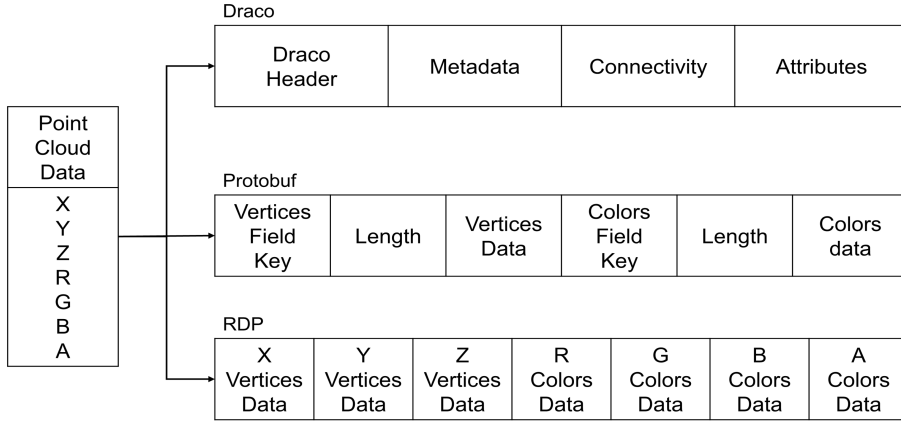 Draco
Draco
Header
Metadata
Connectivity
Attributes
Point
Cloud
Data
X
Y
Z
R
G
B
A
Protobuf
Vertices
Field
Key
Length
Vertices
Data
Colors
Field
Key
Length
Colors
data
RDP
X
Vertices
Data
Y
Vertices
Data
Z
Vertices
Data
R
Colors
Data
G
Colors
Data
B
Colors
Data
A
Colors
Data